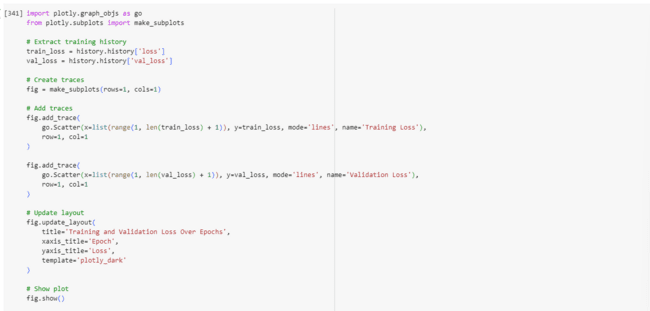 [341] import plotly.graph_objs as go
from plotly.subplots import make_subplots
# Extract training history
train_loss = history.history['loss']
val_loss = history.history['val_loss']
# Create traces
fig = make_subplots(rows=1, cols=1)
# Add traces
fig.add_trace(
go.Scatter(x=list(range(1, len(train_loss) + 1)), y=train_loss, mode='lines', name='Training Loss'),
row=1, col=1
)
fig.add_trace(
go.Scatter(x=list(range(1, len(val_loss) + 1)), y=val_loss, mode='lines', name='Validation Loss'),
row=1, col=1
)
# Update layout
fig.update_layout(
title='Training and Validation Loss Over Epochs',
xaxis_title='Epoch',
yaxis_title='Loss',
template='plotly_dark'
)
# Show plot
fig.show()